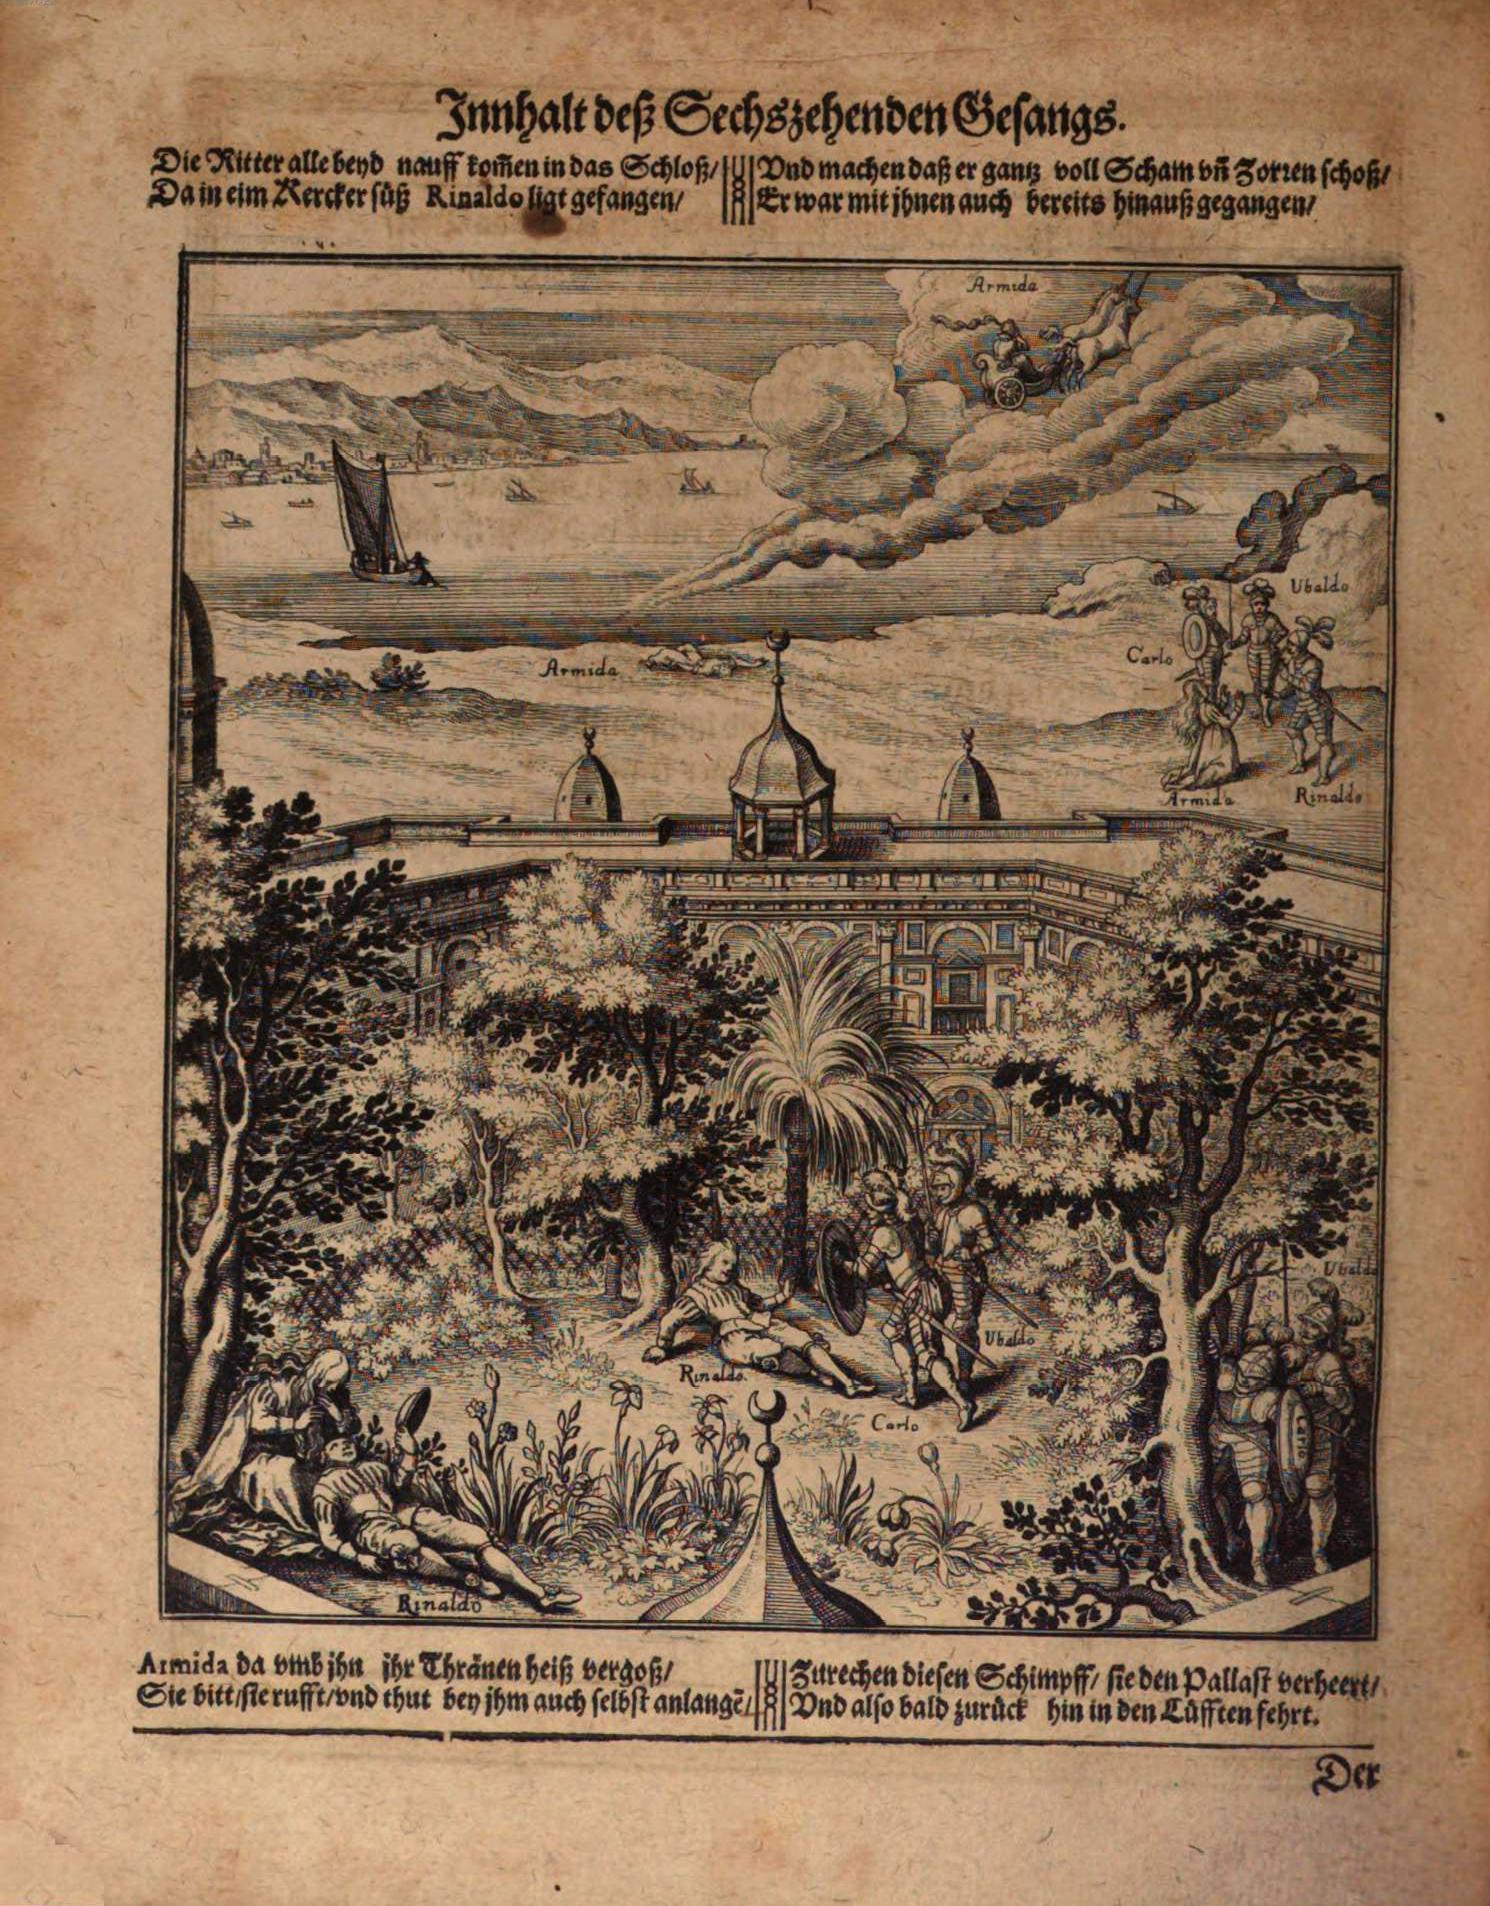 Innhalt deß Sechszehenden Gesangs.
Die Ritter alle beyd nauff kom̃en in das Schloß/
Da in eim Kercker süß Rinaldo ligt gefangen/
Vnd machen daß er gantz voll Scham vñ Zorren schoß/
Er war mit jhnen auch bereits hinauß gegangen/
Armida
Ubaldo
Carlo
Armida
Armida
Rinaldo
Ubaldo
Ubaldo
Rinaldo
Carlo
Carlo
Rinaldo
Armida da vmb jhn jhr Thränen heiß vergoß/
Sie bitt/sie rufft/vnd thut bey jhm auch selbst anlangē/
Zurechen diesen Schimpff/ sie den Pallast verheert/
Vnd also bald zurück hin in den Lüfften fehrt.
Der